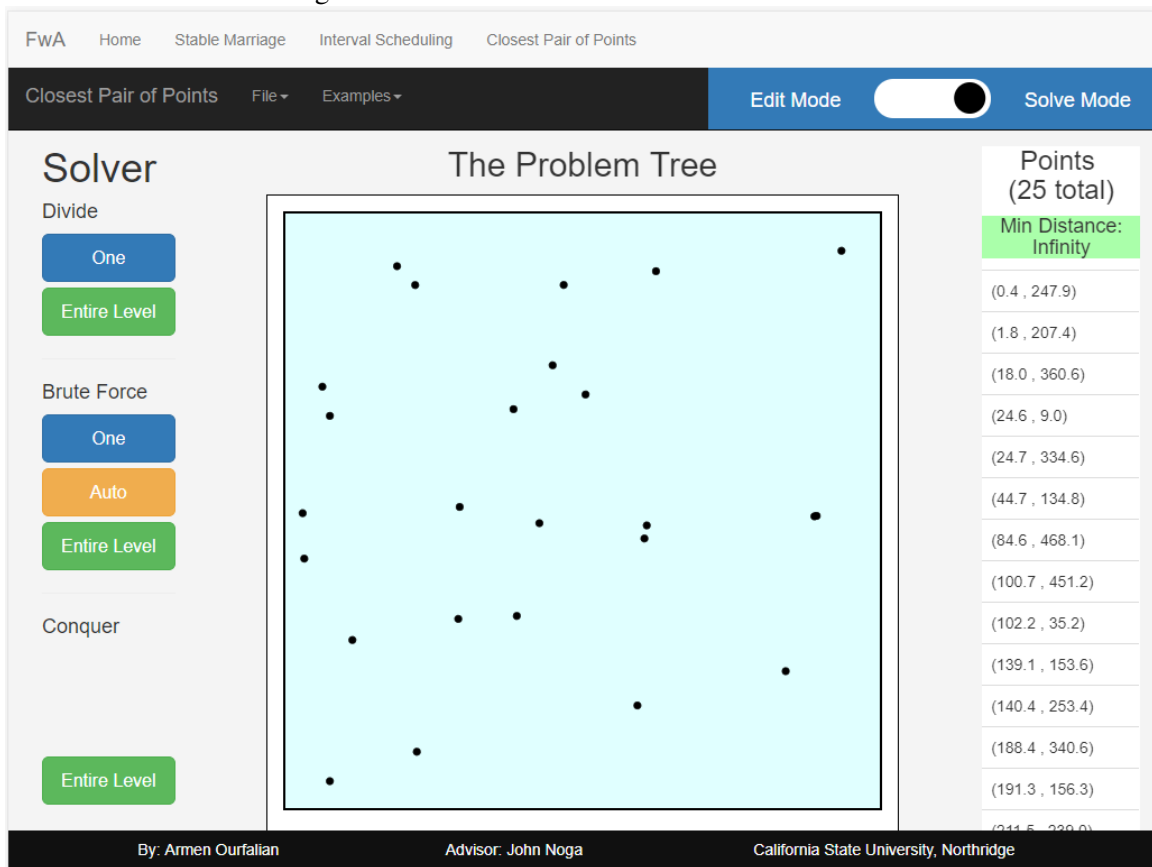 FwA Home Stable Marriage Interval Scheduling Closest Pair of Points
Closest Pair of Points File Examples Edit Mode Solve Mode
Solver
Divide
One
Entire Level
Brute Force
One
Auto
Entire Level
Conquer
Entire Level
The Problem Tree
Points
(25 total)
Min Distance:
Infinity
(0.4 , 247.9)
(1.8 , 207.4)
(18.0 , 360.6)
(24.6 , 9.0)
(24.7 , 334.6)
(44.7 , 134.8)
(84.6 , 468.1)
(100.7 , 451.2)
(102.2 , 35.2)
(139.1 , 153.6)
(140.4 , 253.4)
(188.4 , 340.6)
(191.3 , 156.3)
By: Armen Ourfalian Advisor: John Noga California State University, Northridge